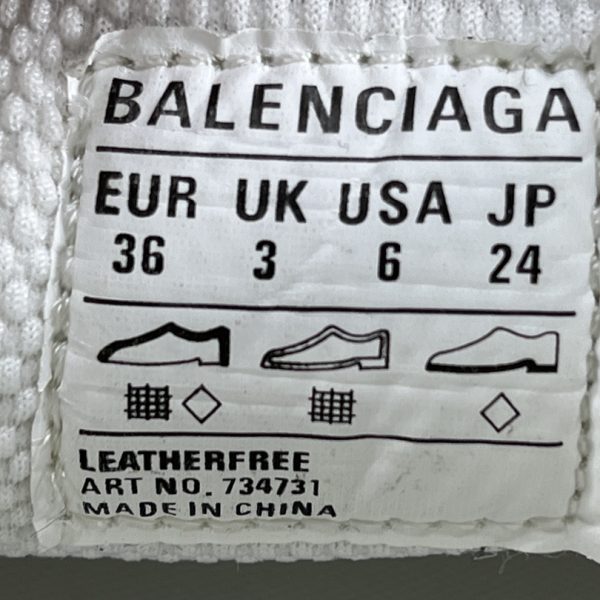 BALENCIAGA
EUR UK USA JP
36 3 6 24
LEATHERFREE
ART NO. 734731
MADE IN CHINA